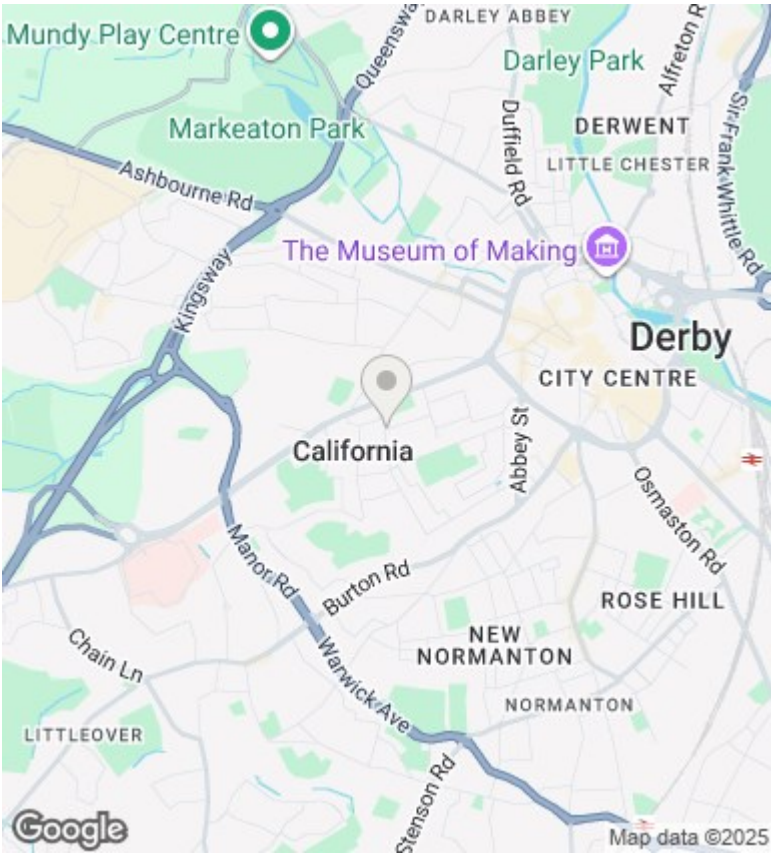 DARLEY ABBEY
Mundy Play Centre
Queensway
Alfreton R
Darley Park
Markeaton Park
Duffield Rd
DERWENT
LITTLE CHESTER
Sir Frank Whittle Rd
Ashbourne Rd
The Museum of Making
Kingsway
Derby
CITY CENTRE
California
Abbey St
Osmaston Rd
Manor Rd
Burton Rd
ROSE HILL
NEW
NORMANTON
Chain Ln
Warwick Ave
NORMANTON
LITTLEOVER
Stenson Rd
Google
Map data ©2025